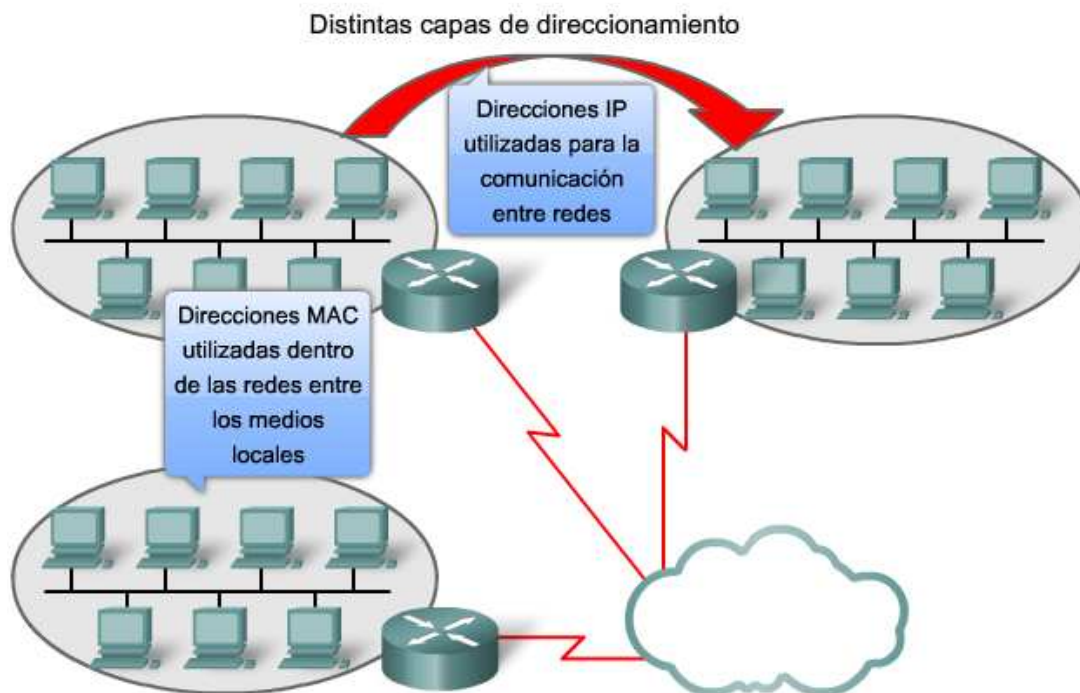 Distintas capas de direccionamiento
Direcciones IP
utilizadas para la
comunicación
entre redes
Direcciones MAC
utilizadas dentro
de las redes entre
los medios
locales